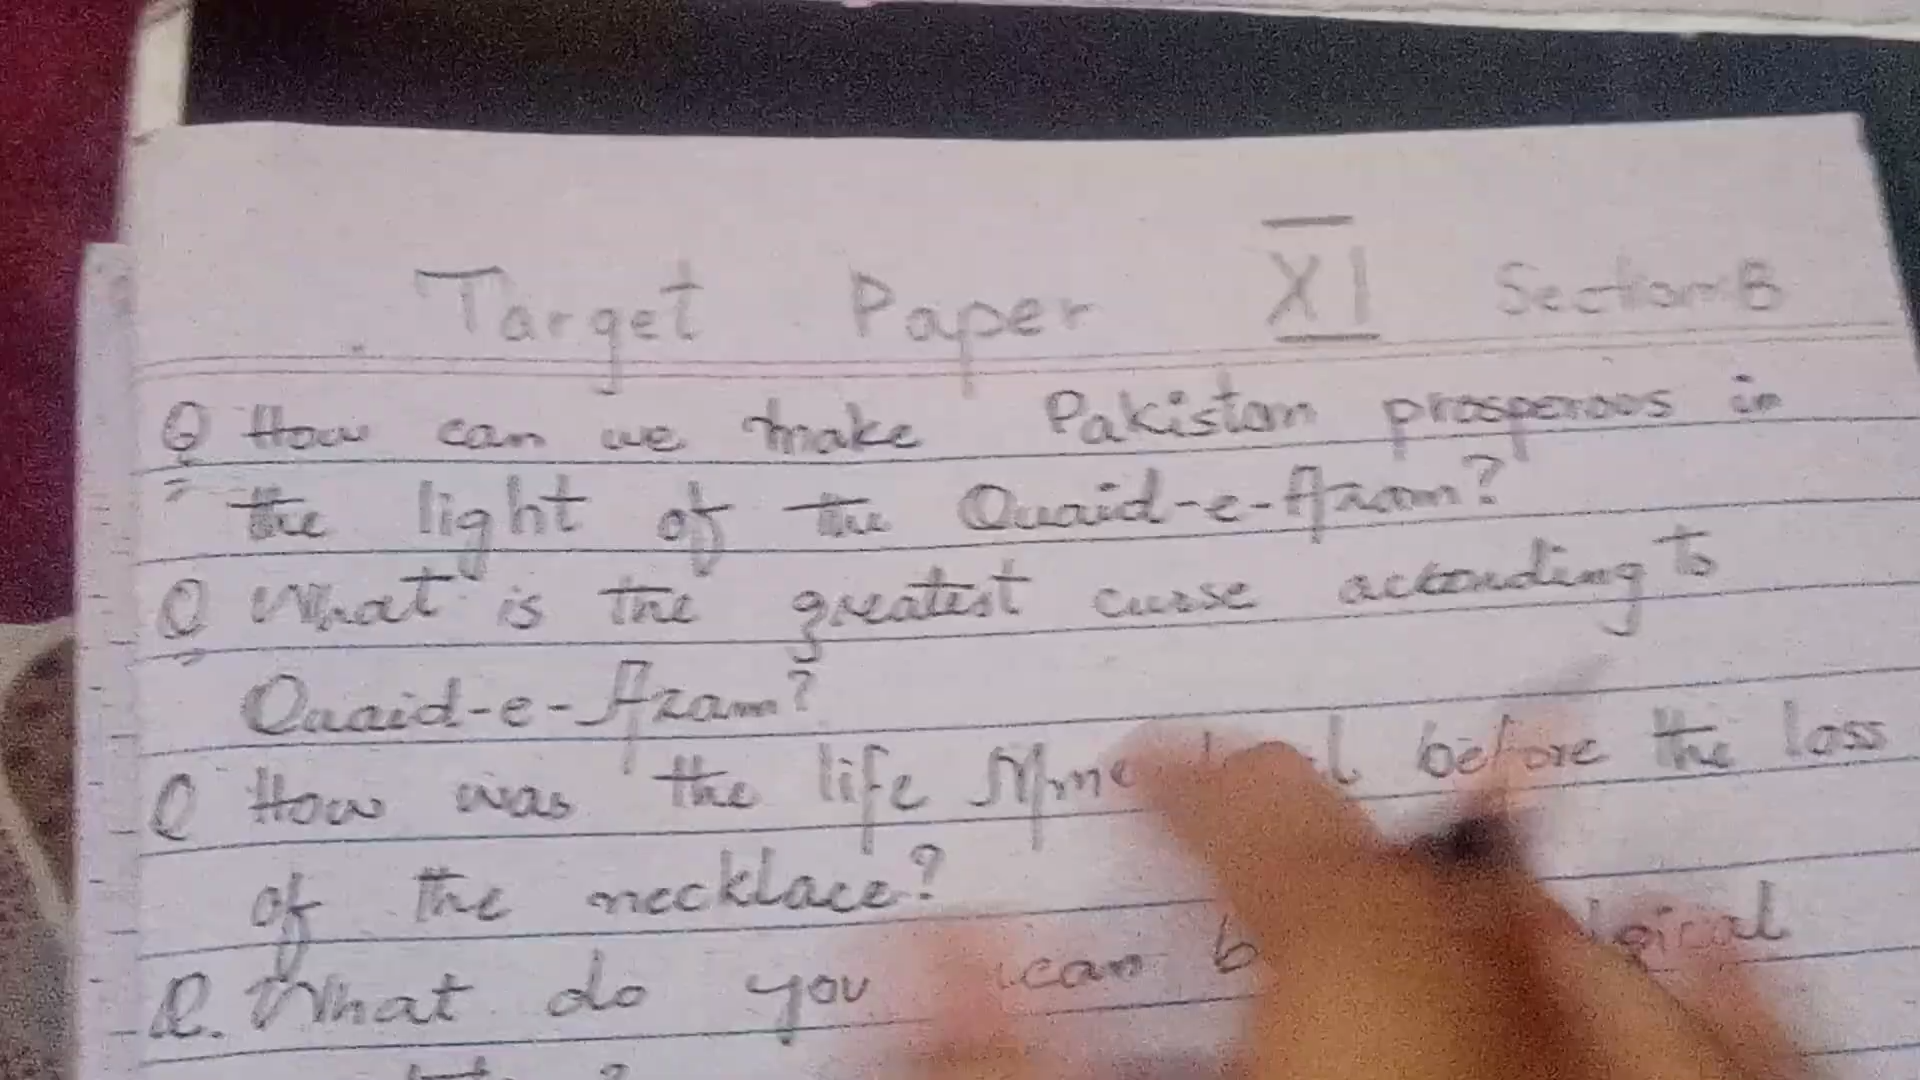 Target Paper XI Section B
Q How can we make Pakistan prosperous in
the light of the Quaid-e-Azam?
Q What is the greatest curse according to
Quaid-e-Azam?
Q How was the life Mme before the loss
of the necklace?
Q. What do you can